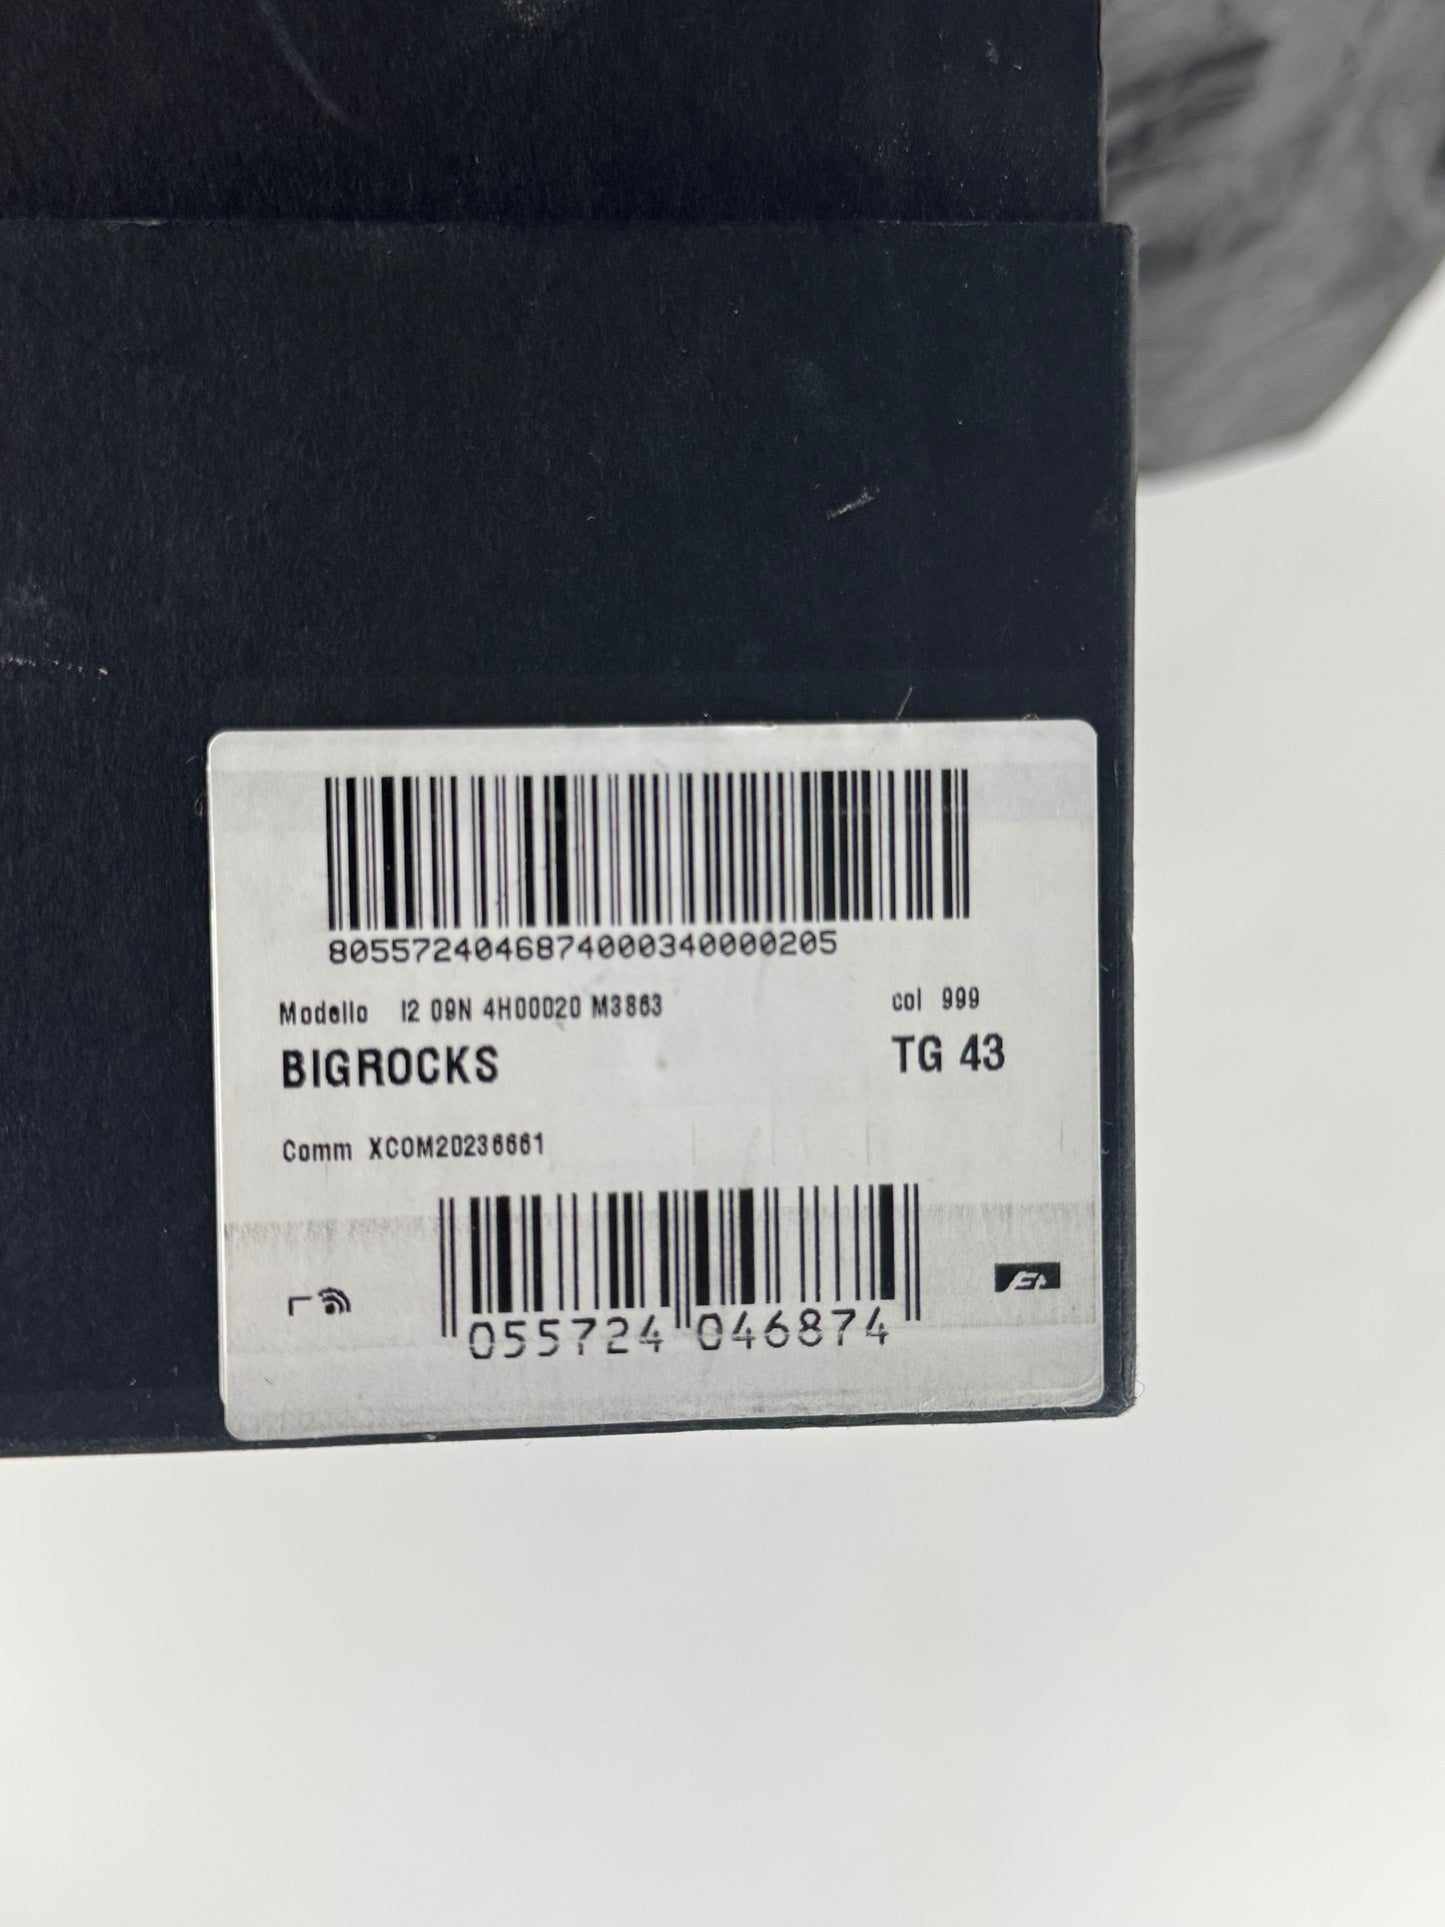 8055724046874000340000205
Modello I2 09N 4H00020 M3863 col 999
BIGROCKS TG 43
Comm XCOM20236661
055724 046874